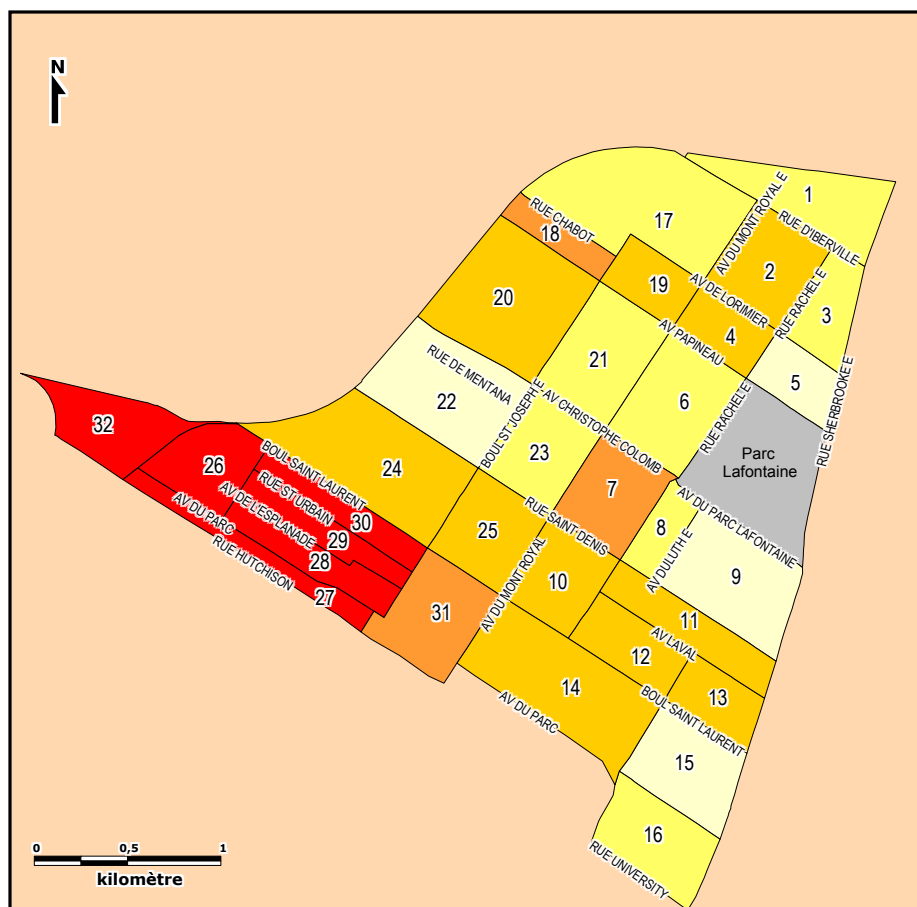 N
1
AV DU MONT ROYAL E
17
RUE CHABOT
18
RUE D'IBERVILLE
2
19
AV DE LORIMIER
RUE RACHEL E
3
20
4
AV PAPINEAU
21
5
RUE SHERBROOKE E
RUE DE MENTANA
22
BOUL ST JOSEPH E
AV CHRISTOPHE COLOMB
6
RUE RACHEL E
Parc
Lafontaine
32
26
BOUL SAINT LAURENT
24
23
7
RUE ST URBAIN
AV DE L'ESPLANADE
30
29
28
AV DU PARC
RUE HUTCHISON
27
25
RUE SAINT DENIS
8
AV DU PARC LAFONTAINE
AV DULUTH E
9
10
31
AV DU MONT ROYAL
11
AV LAVAL
12
14
13
AV DU PARC
BOUL SAINT LAURENT
15
16
RUE UNIVERSITY
0 0,5 1
kilomètre